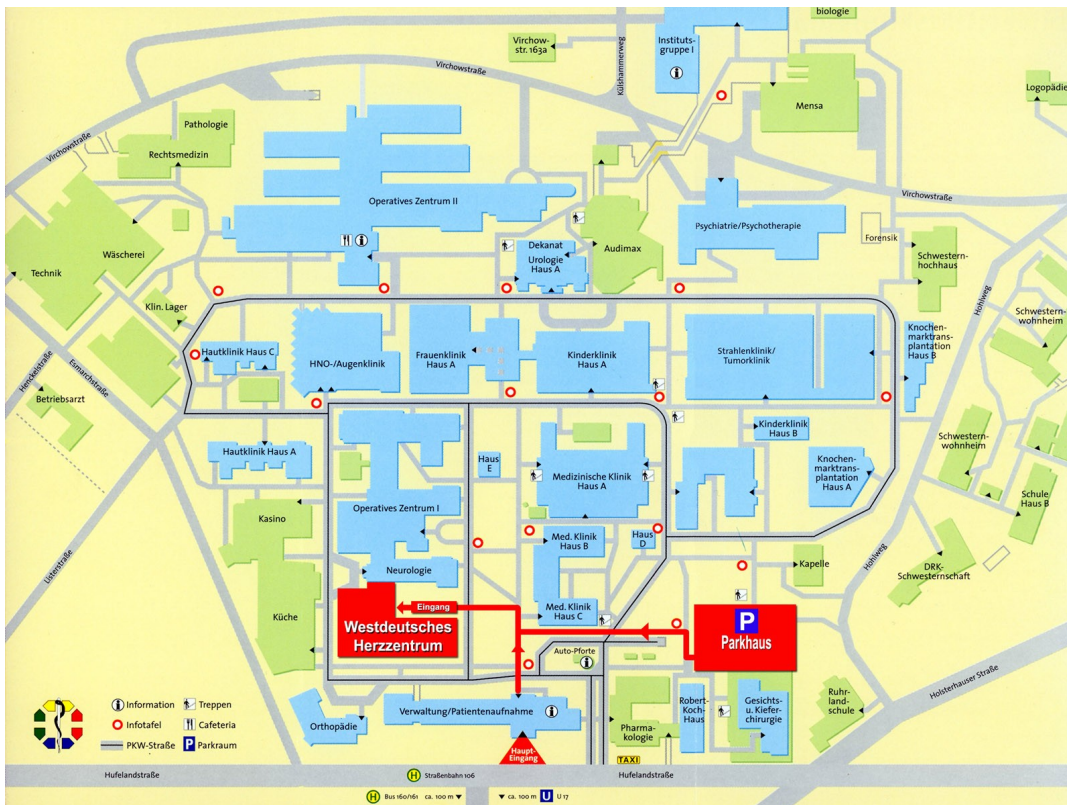 biologie
Virchow-
str. 163a
Instituts-
gruppe I
Külshammerweg
Virchowstraße
Mensa
Logopädie
Pathologie
Rechtsmedizin
Virchowstraße
Operatives Zentrum II
Virchowstraße
Psychiatrie/Psychotherapie
Forensik
Audimax
Dekanat
Urologie
Haus A
Wäscherei
Technik
Schwestern-
hochhaus
Hohlweg
Klin. Lager
Schwestern-
wohnheim
Henckelstraße
Esmarchstraße
Hautklinik Haus C
HNO-/Augenklinik
Frauenklinik
Haus A
Kinderklinik
Haus A
Strahlenklinik/
Tumorklinik
Knochen-
marktrans-
plantation
Haus B
Betriebsarzt
Kinderklinik
Haus B
Schwestern-
wohnheim
Hautklinik Haus A
Haus
E
Medizinische Klinik
Haus A
Knochen-
marktrans-
plantation
Haus A
Schule
Haus B
Kasino
Operatives Zentrum I
Med. Klinik
Haus B
Haus
D
Listerstraße
Hohlweg
Neurologie
Kapelle
DRK-
Schwesternschaft
Eingang
Med. Klinik
Haus C
P
Parkhaus
Küche
Westdeutsches
Herzzentrum
Auto-Pforte
Holsterhauser Straße
Information
Treppen
Infotafel
Cafeteria
PKW-Straße
P Parkraum
Orthopädie
Verwaltung/Patientenaufnahme
Pharma-
kologie
Robert-
Koch-
Haus
Gesichts-
u. Kiefer-
chirurgie
Ruhr-
land-
schule
Haupt-
Eingang
TAXI
Hufelandstraße
H Straßenbahn 106
Hufelandstraße
H Bus 160/161 ca. 100 m
ca. 100 m U U 17